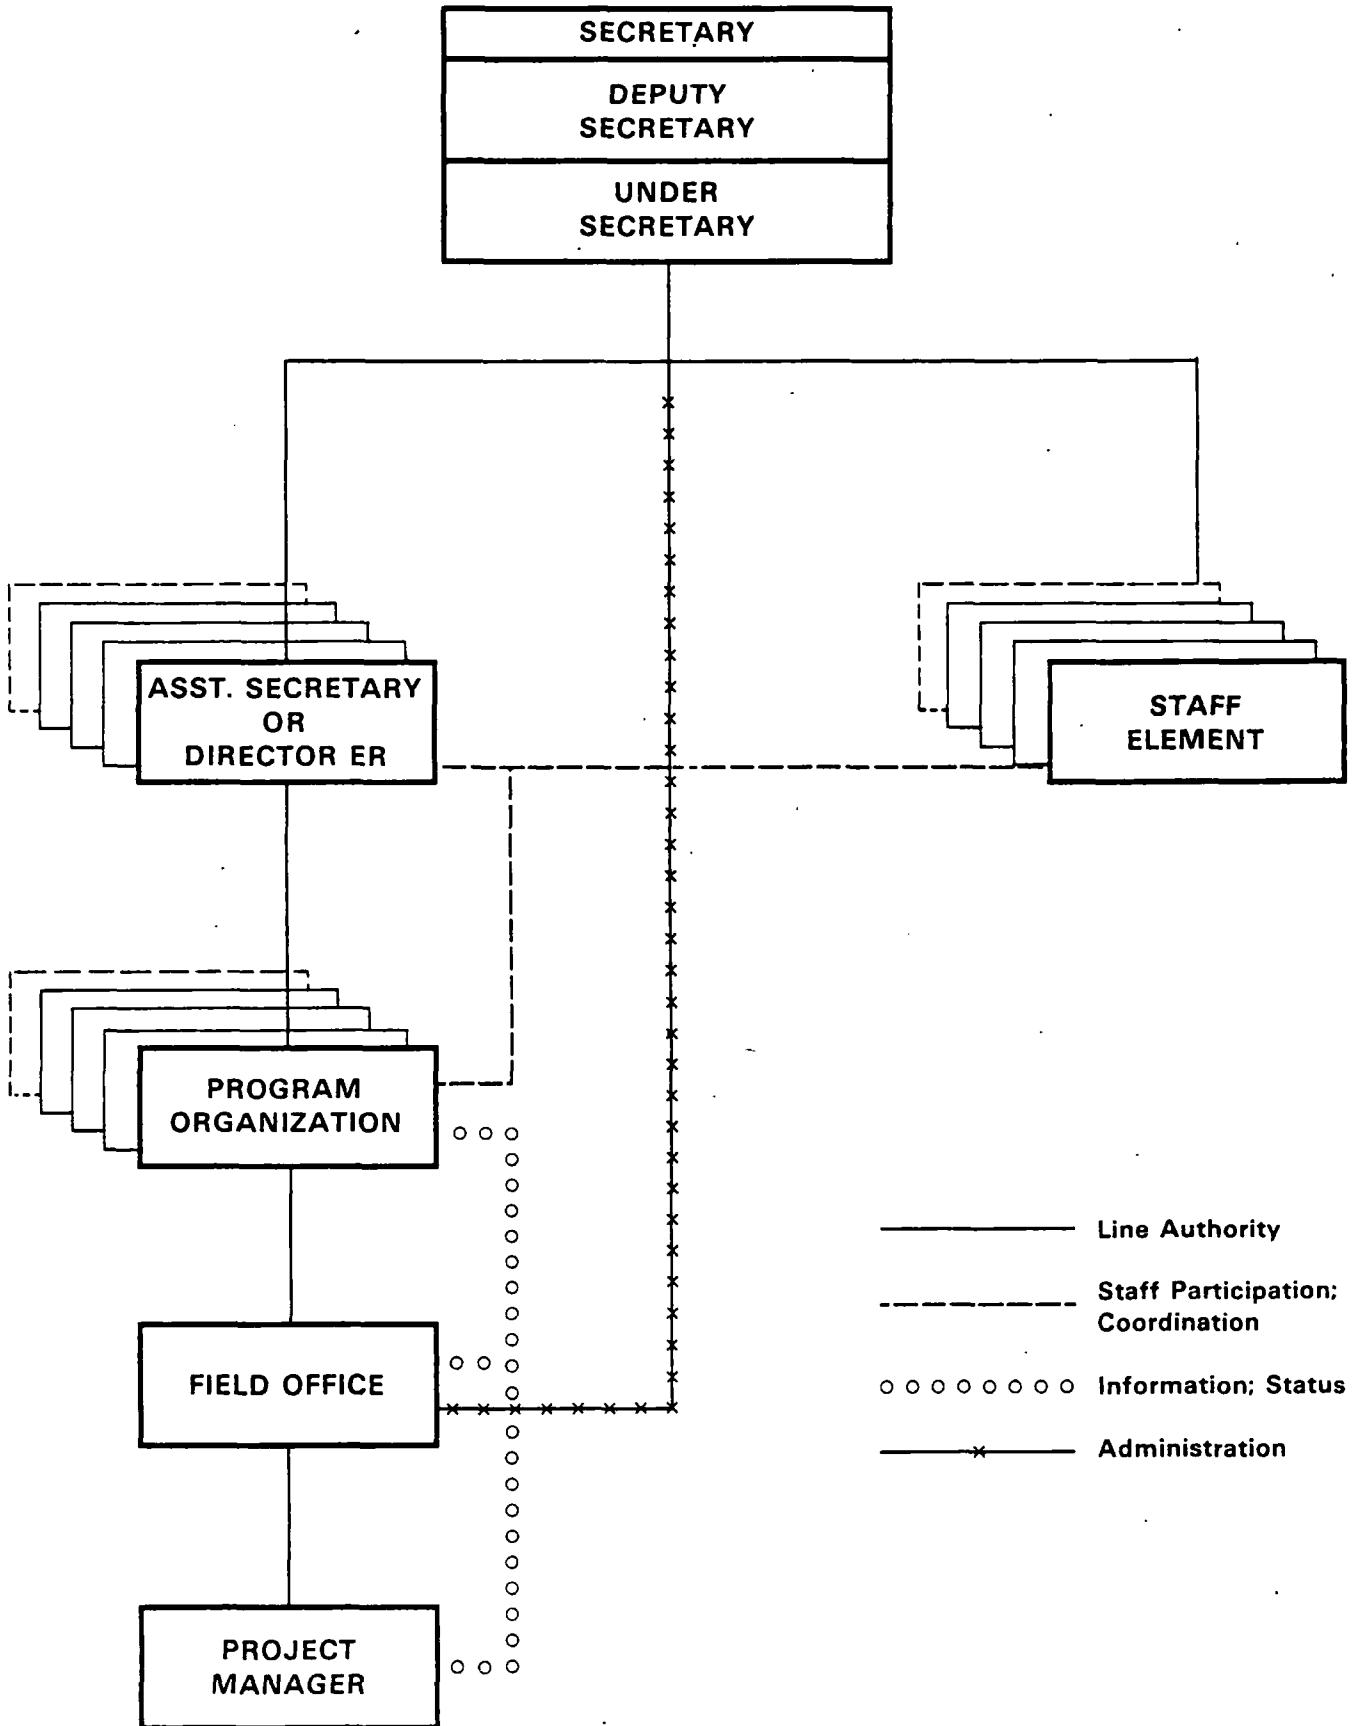 SECRETARY
DEPUTY
SECRETARY
UNDER
SECRETARY
ASST. SECRETARY
OR
DIRECTOR ER
STAFF
ELEMENT
PROGRAM
ORGANIZATION
FIELD OFFICE
PROJECT
MANAGER
Line Authority
Staff Participation;
Coordination
Information; Status
Administration